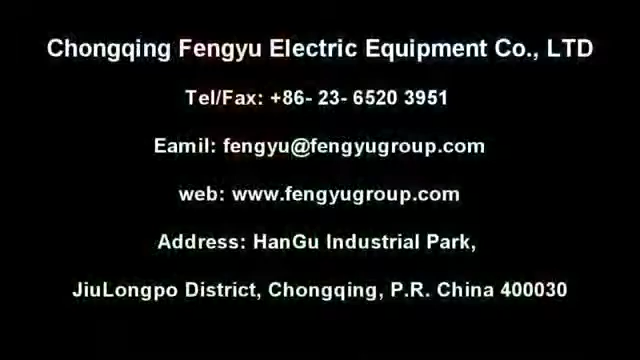 Chongqing Fengyu Electric Equipment Co., LTD
Tel/Fax: +86- 23- 6520 3951
Eamil: fengyu@fengyugroup.com
web: www.fengyugroup.com
Address: HanGu Industrial Park,
JiuLongpo District, Chongqing, P.R. China 400030